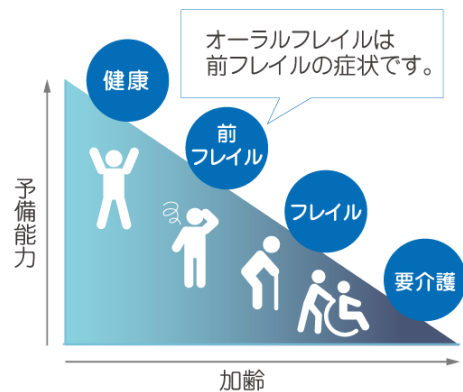 オーラルフレイルは
前フレイルの症状です。
健康
前
フレイル
フレイル
要介護
予備能力
加齢